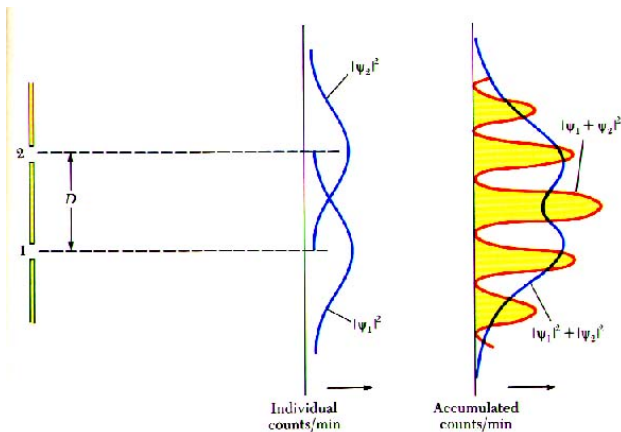 |ψ₂|²
|ψ₁ + ψ₂|²
2
D
1
|ψ₁|²
|ψ₁|² + |ψ₂|²
Individual
counts/min
Accumulated
counts/min